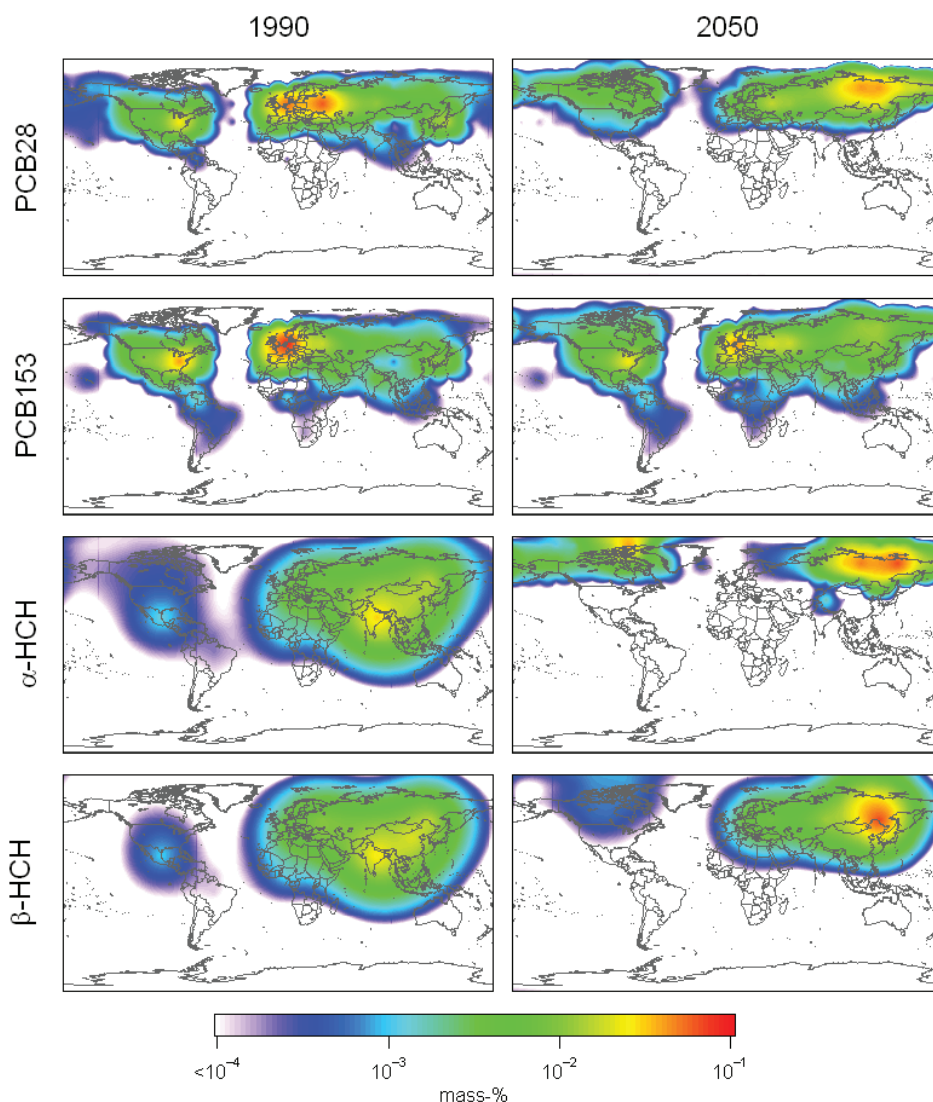 1990 2050
PCB28
PCB153
α-HCH
β-HCH
<10⁻⁴ 10⁻³ 10⁻² 10⁻¹
mass-%